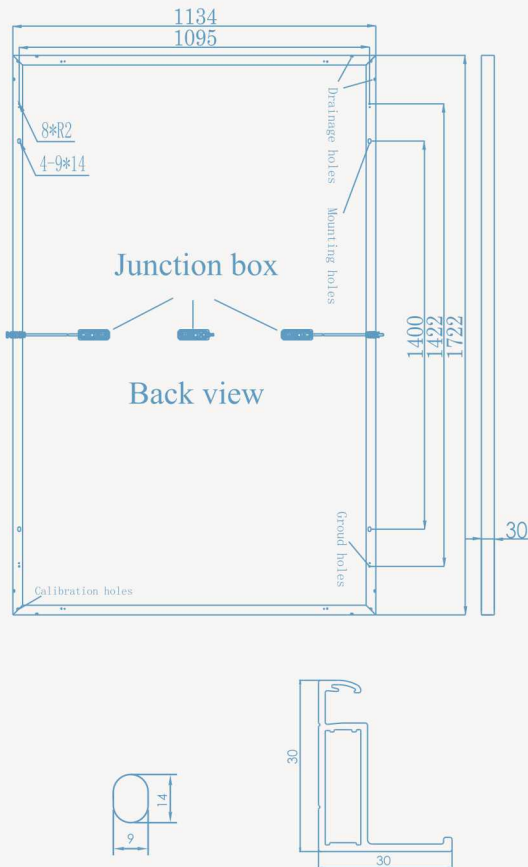 1134
1095
8*R2
4-9*14
Drainage holes
Mounting holes
Junction box
1400
1422
1722
Back view
30
Groud holes
Calibration holes
14
9
30
30